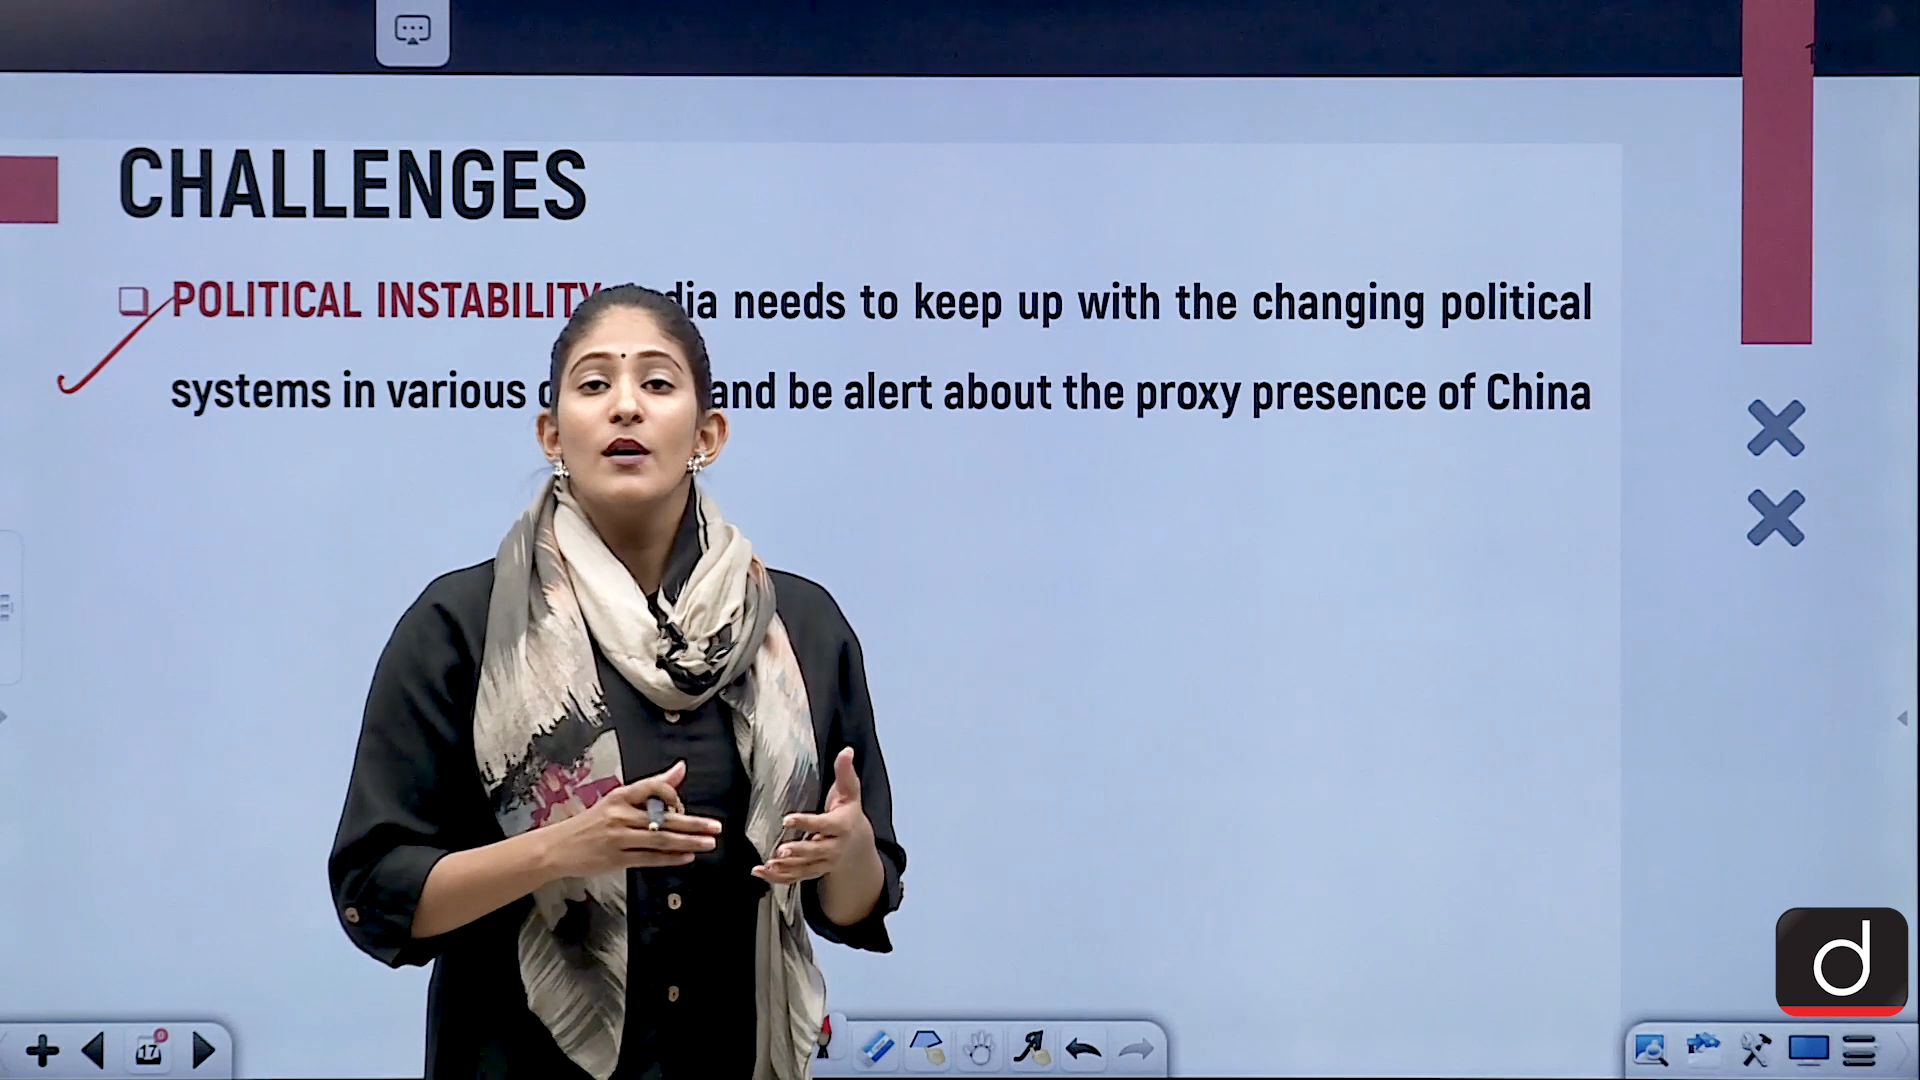 CHALLENGES
POLITICAL INSTABILITY dia needs to keep up with the changing political
systems in various and be alert about the proxy presence of China
17
d